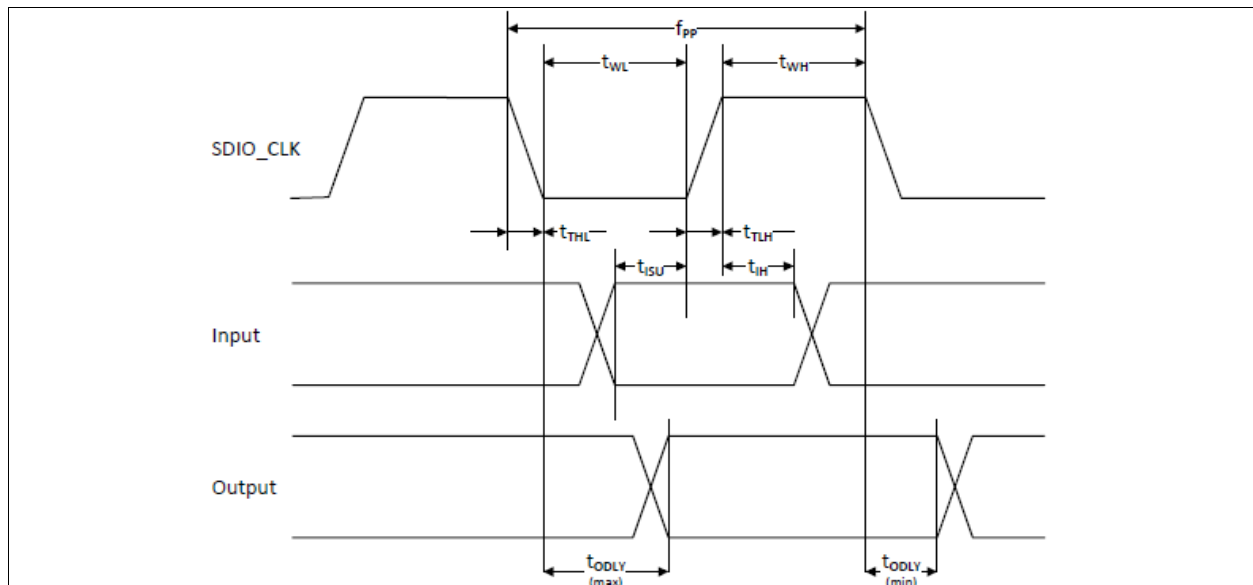 fPP
tWL
tWH
SDIO_CLK
tTHL
tTLH
tISU
tIH
Input
Output
tODLY
(max)
tODLY
(min)